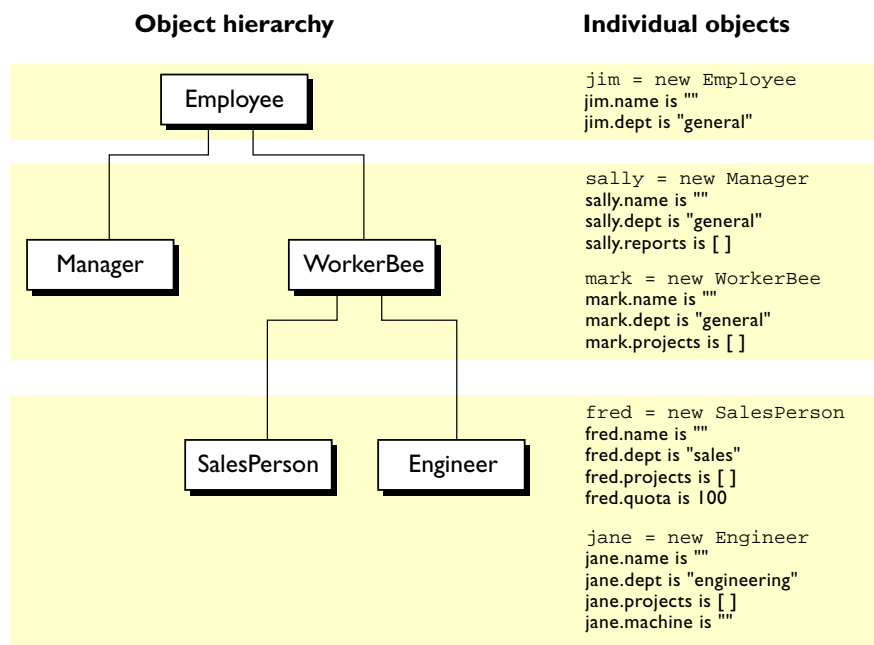 Object hierarchy
Individual objects
Employee
jim = new Employee
jim.name is ""
jim.dept is "general"
Manager
WorkerBee
sally = new Manager
sally.name is ""
sally.dept is "general"
sally.reports is [ ]
mark = new WorkerBee
mark.name is ""
mark.dept is "general"
mark.projects is [ ]
SalesPerson
Engineer
fred = new SalesPerson
fred.name is ""
fred.dept is "sales"
fred.projects is [ ]
fred.quota is 100
jane = new Engineer
jane.name is ""
jane.dept is "engineering"
jane.projects is [ ]
jane.machine is ""